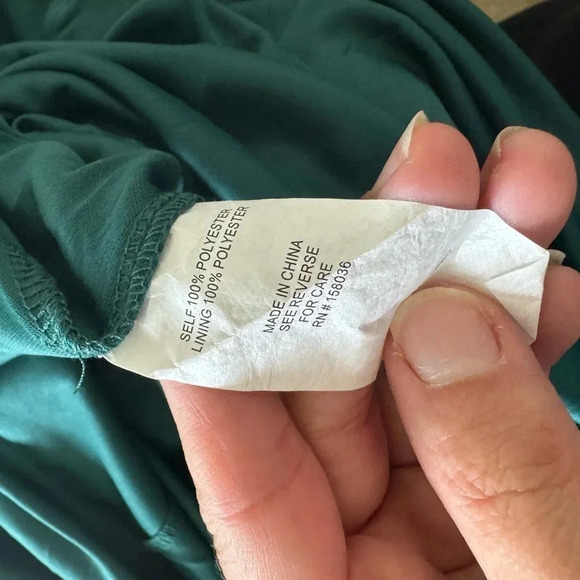 SELF 100% POLYESTER
LINING 100% POLYESTER
MADE IN CHINA
SEE REVERSE
FOR CARE
RN# 158036